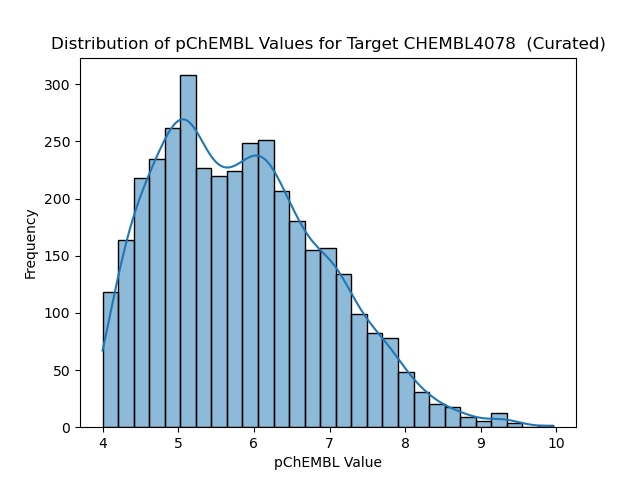 Distribution of pChEMBL Values for Target CHEMBL4078  (Curated)
300
250
200
150
100
50
0
Frequency
4 5 6 7 8 9 10
pChEMBL Value